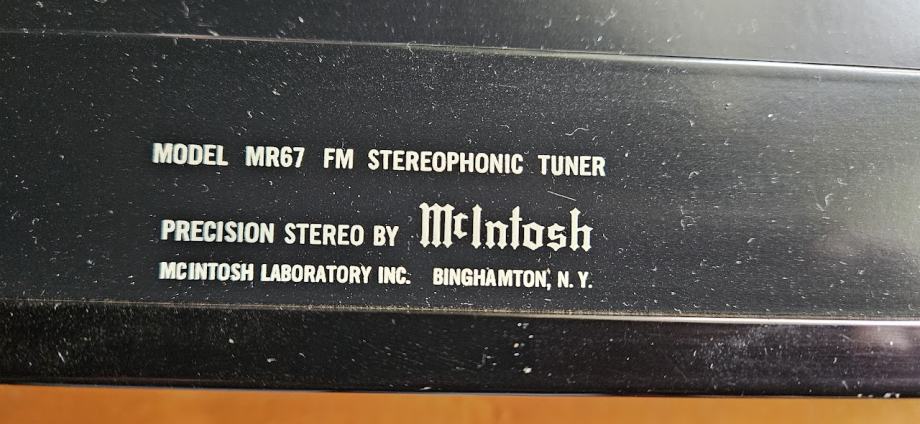 MODEL MR67 FM STEREOPHONIC TUNER
PRECISION STEREO BY McIntosh
MCINTOSH LABORATORY INC. BINGHAMTON, N. Y.